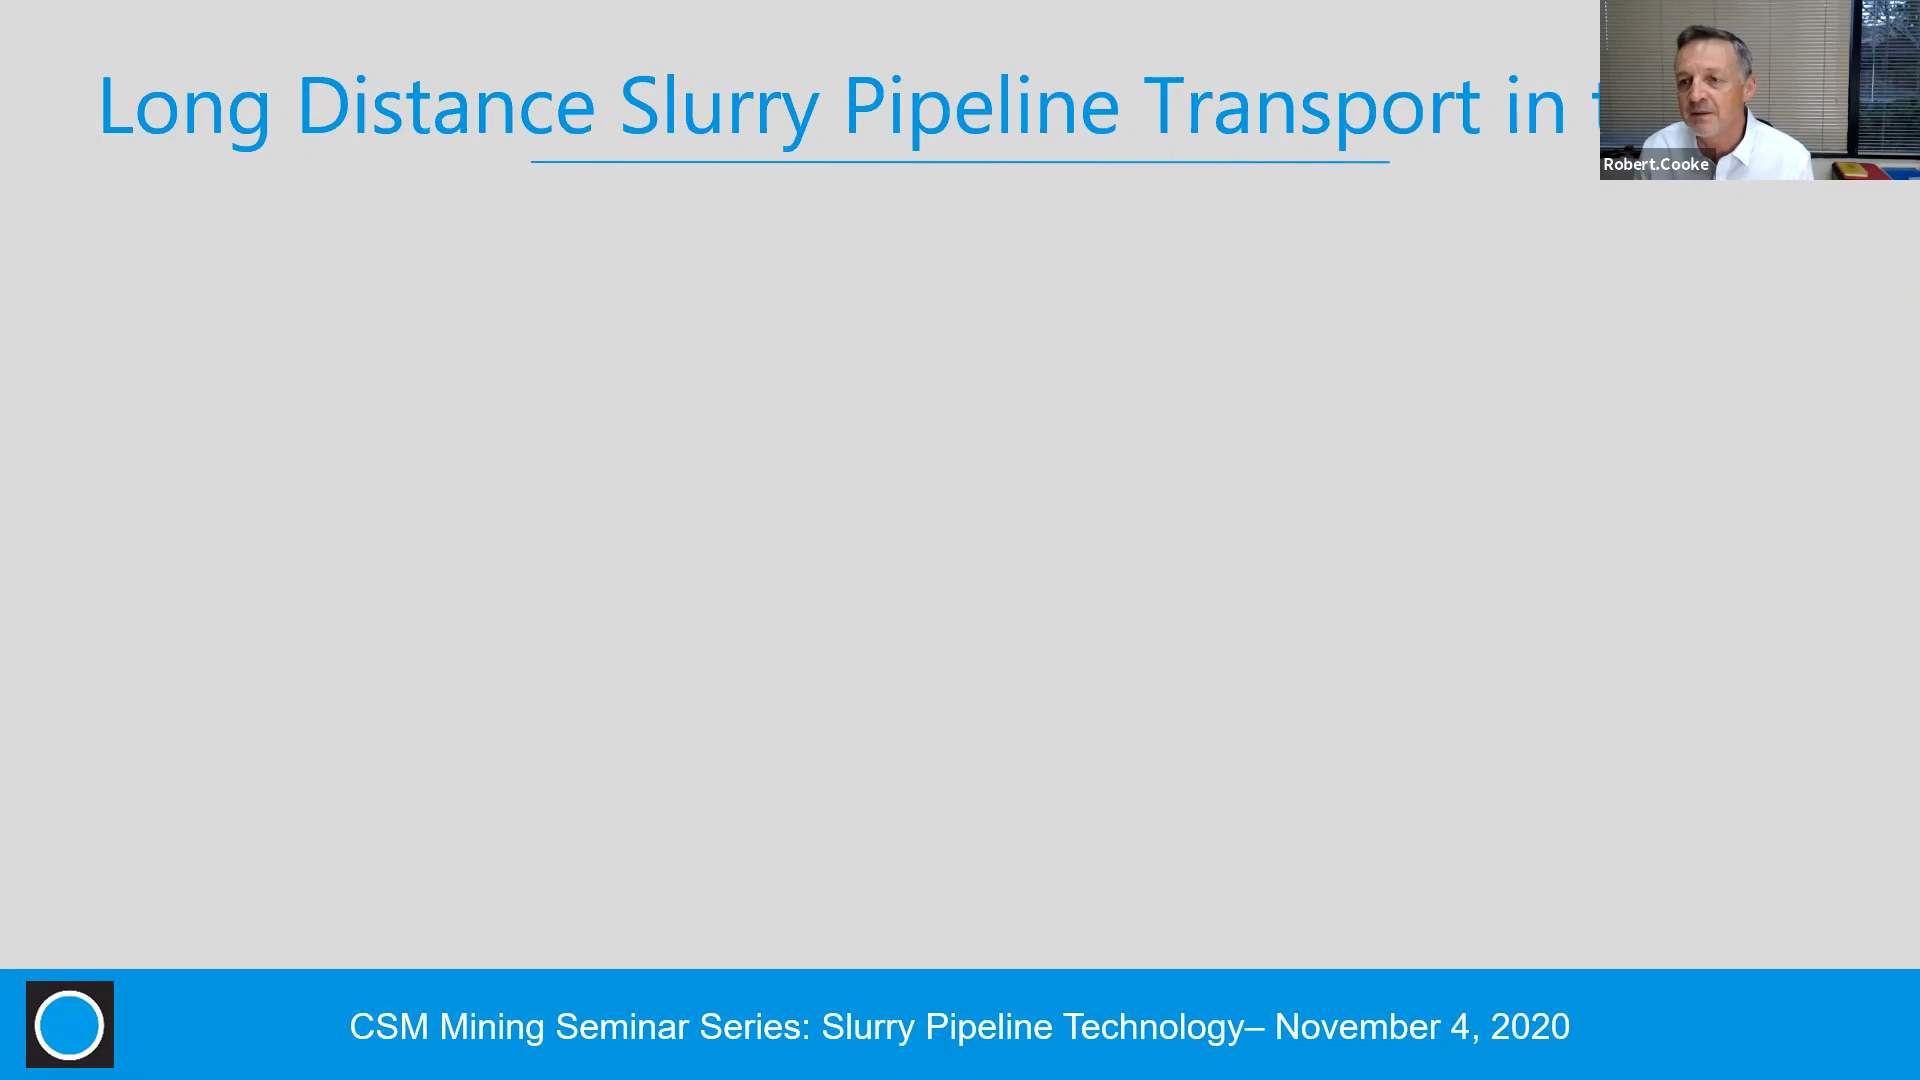 Long Distance Slurry Pipeline Transport in
Robert.Cooke
CSM Mining Seminar Series: Slurry Pipeline Technology– November 4, 2020